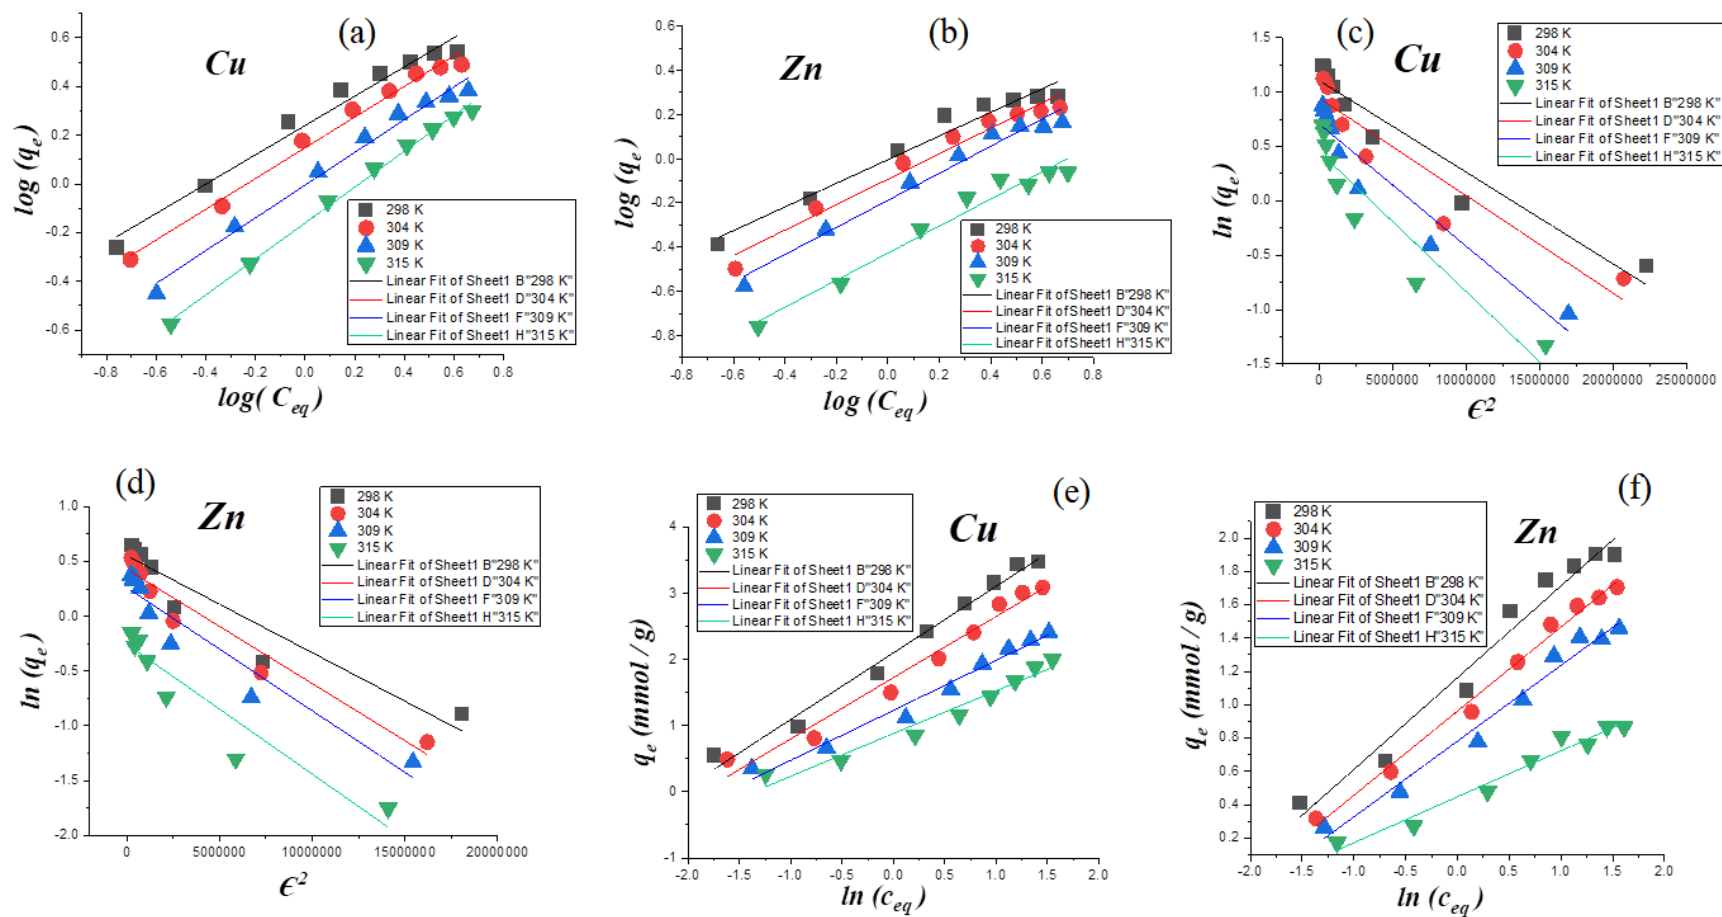 (a)
Cu
0.6
0.4
0.2
0.0
-0.2
-0.4
-0.6
log (qe)
298 K
304 K
309 K
315 K
Linear Fit of Sheet1 B"298 K"
Linear Fit of Sheet1 D"304 K"
Linear Fit of Sheet1 F"309 K"
Linear Fit of Sheet1 H"315 K"
-0.8 -0.6 -0.4 -0.2 0.0 0.2 0.4 0.6 0.8
log( Ceq )
(b)
Zn
0.6
0.4
0.2
0.0
-0.2
-0.4
-0.6
-0.8
log (qe)
298 K
304 K
309 K
315 K
Linear Fit of Sheet1 B"298 K"
Linear Fit of Sheet1 D"304 K"
Linear Fit of Sheet1 F"309 K"
Linear Fit of Sheet1 H"315 K"
-0.8 -0.6 -0.4 -0.2 0.0 0.2 0.4 0.6 0.8
log (Ceq )
(c)
Cu
1.5
1.0
0.5
0.0
-0.5
-1.0
-1.5
ln (qe)
298 K
304 K
309 K
315 K
Linear Fit of Sheet1 B"298 K"
Linear Fit of Sheet1 D"304 K"
Linear Fit of Sheet1 F"309 K"
Linear Fit of Sheet1 H"315 K"
0 5000000 10000000 15000000 20000000 25000000
Є2
(d)
Zn
1.0
0.5
0.0
-0.5
-1.0
-1.5
-2.0
ln (qe)
298 K
304 K
309 K
315 K
Linear Fit of Sheet1 B"298 K"
Linear Fit of Sheet1 D"304 K"
Linear Fit of Sheet1 F"309 K"
Linear Fit of Sheet1 H"315 K"
0 5000000 10000000 15000000 20000000
Є2
(e)
Cu
4
3
2
1
0
-1
qe (mmol / g)
298 K
304 K
309 K
315 K
Linear Fit of Sheet1 B"298 K"
Linear Fit of Sheet1 D"304 K"
Linear Fit of Sheet1 F"309 K"
Linear Fit of Sheet1 H"315 K"
-2.0 -1.5 -1.0 -0.5 0.0 0.5 1.0 1.5 2.0
ln (ceq )
(f)
Zn
2.0
1.8
1.6
1.4
1.2
1.0
0.8
0.6
0.4
0.2
qe (mmol / g)
298 K
304 K
309 K
315 K
Linear Fit of Sheet1 B"298 K"
Linear Fit of Sheet1 D"304 K"
Linear Fit of Sheet1 F"309 K"
Linear Fit of Sheet1 H"315 K"
-2.0 -1.5 -1.0 -0.5 0.0 0.5 1.0 1.5 2.0
ln (ceq )